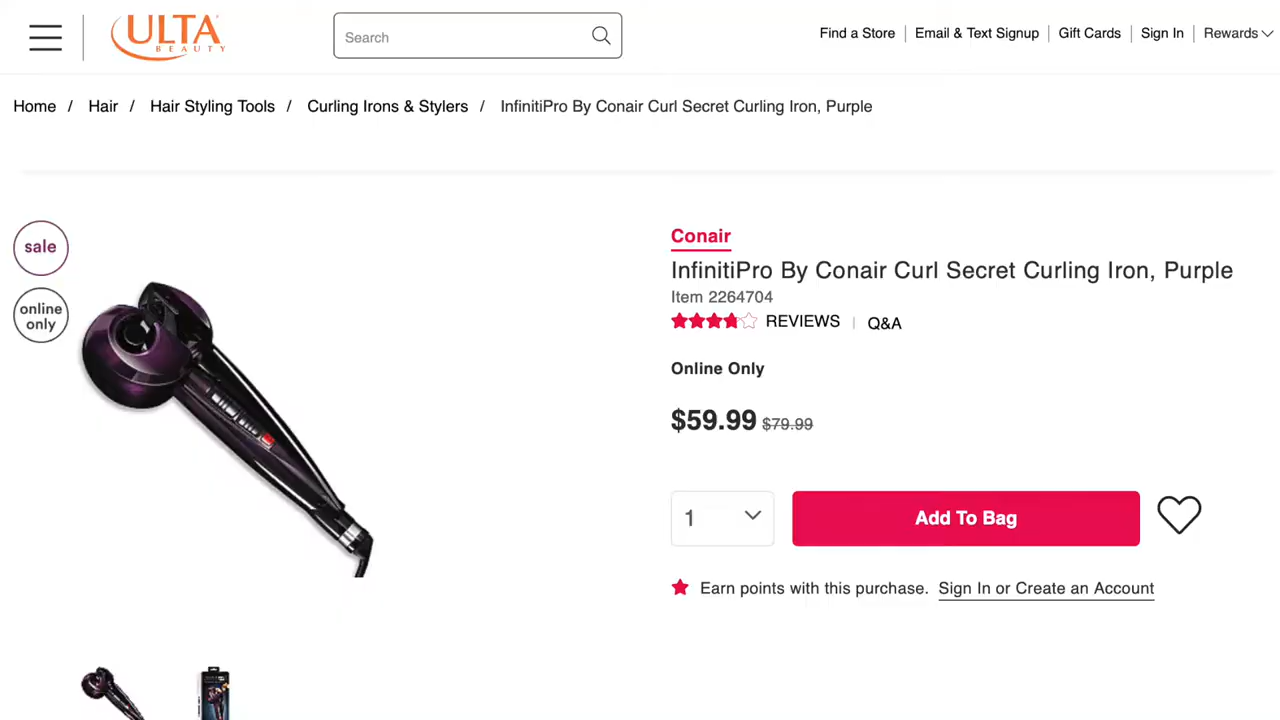 ULTA
BEAUTY
Search
Find a Store
Email & Text Signup
Gift Cards
Sign In
Rewards
Home / Hair / Hair Styling Tools / Curling Irons & Stylers / InfinitiPro By Conair Curl Secret Curling Iron, Purple
sale
online
only
Conair
InfinitiPro By Conair Curl Secret Curling Iron, Purple
Item 2264704
REVIEWS | Q&A
Online Only
$59.99 $79.99
1
Add To Bag
Earn points with this purchase. Sign In or Create an Account